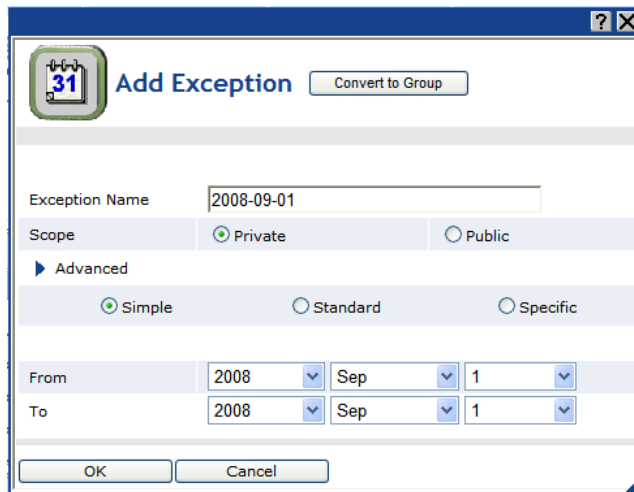 ?
31 Add Exception Convert to Group
Exception Name 2008-09-01
Scope Private Public
Advanced
Simple Standard Specific
From 2008 Sep 1
To 2008 Sep 1
OK Cancel